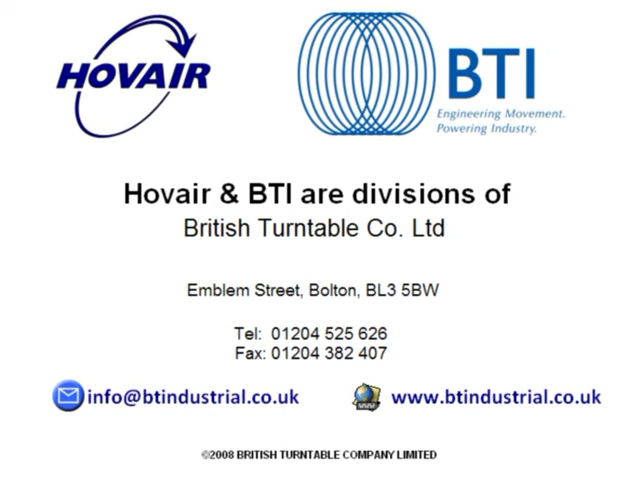 HOVAIR
BTI
Engineering Movement.
Powering Industry.
Hovair & BTI are divisions of
British Turntable Co. Ltd
Emblem Street, Bolton, BL3 5BW
Tel: 01204 525 626
Fax: 01204 382 407
info@btindustrial.co.uk
www.btindustrial.co.uk
©2008 BRITISH TURNTABLE COMPANY LIMITED